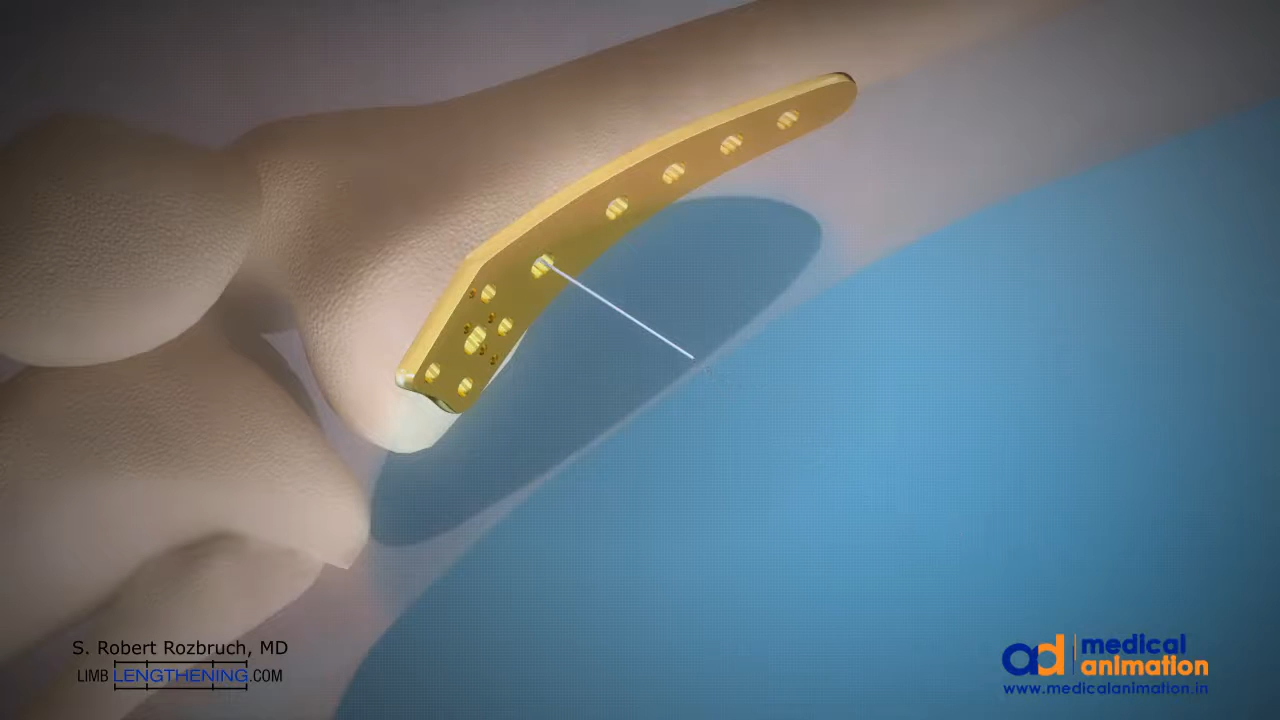 S. Robert Rozbruch, MD
LIMB LENGTHENING.COM
ad medical
animation
www.medicalanimation.in